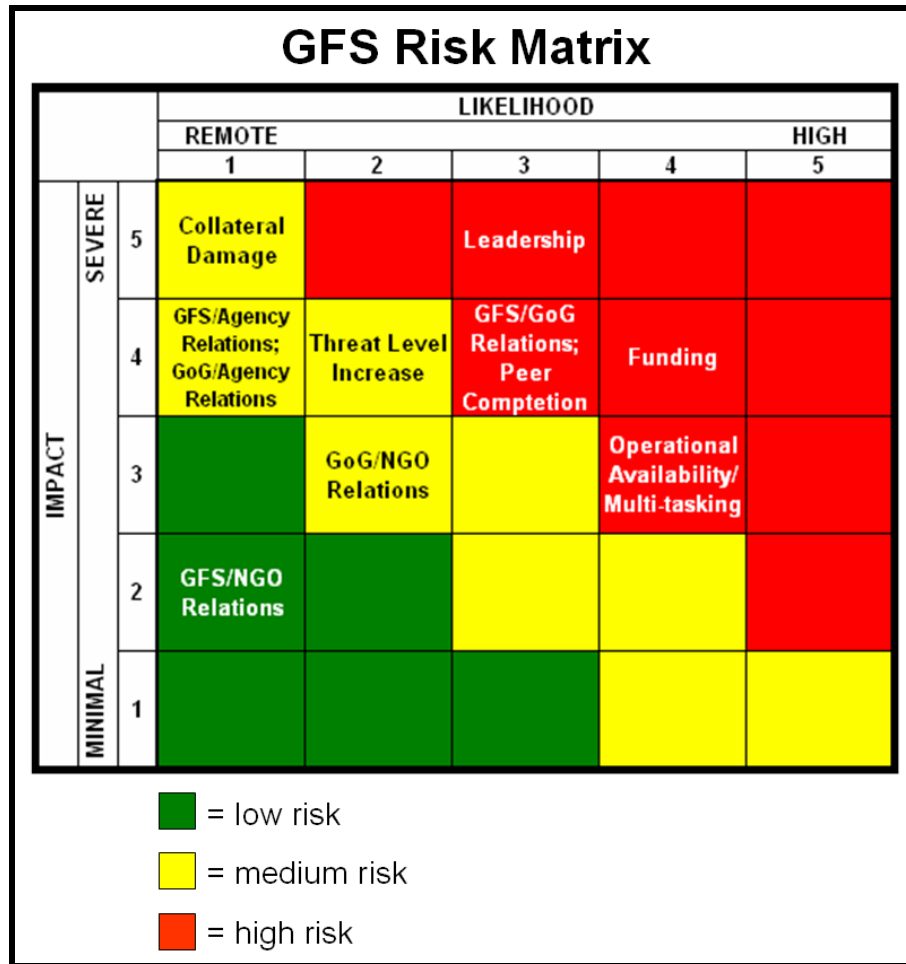 GFS Risk Matrix
LIKELIHOOD
REMOTE HIGH
1 2 3 4 5
IMPACT
SEVERE
5
Collateral
Damage
Leadership
4
GFS/Agency
Relations;
GoG/Agency
Relations
Threat Level
Increase
GFS/GoG
Relations;
Peer
Comptetion
Funding
3
GoG/NGO
Relations
Operational
Availability/
Multi-tasking
2
GFS/NGO
Relations
MINIMAL
1
= low risk
= medium risk
= high risk